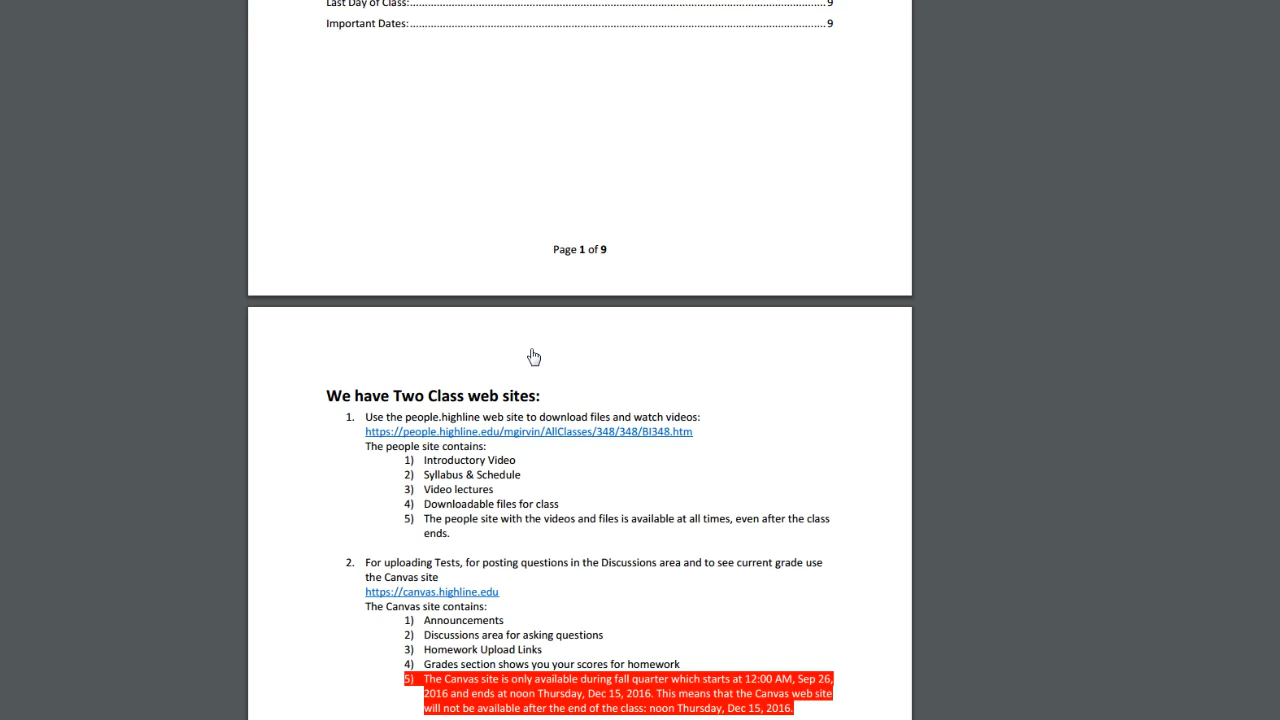 Last Day of Class:.......................................................................................................................................9
Important Dates:.......................................................................................................................................9
Page 1 of 9
We have Two Class web sites:
1. Use the people.highline web site to download files and watch videos:
https://people.highline.edu/mgirvin/AllClasses/348/348/BI348.htm
The people site contains:
1) Introductory Video
2) Syllabus & Schedule
3) Video lectures
4) Downloadable files for class
5) The people site with the videos and files is available at all times, even after the class
ends.
2. For uploading Tests, for posting questions in the Discussions area and to see current grade use
the Canvas site
https://canvas.highline.edu
The Canvas site contains:
1) Announcements
2) Discussions area for asking questions
3) Homework Upload Links
4) Grades section shows you your scores for homework
5) The Canvas site is only available during fall quarter which starts at 12:00 AM, Sep 26,
2016 and ends at noon Thursday, Dec 15, 2016. This means that the Canvas web site
will not be available after the end of the class: noon Thursday, Dec 15, 2016.